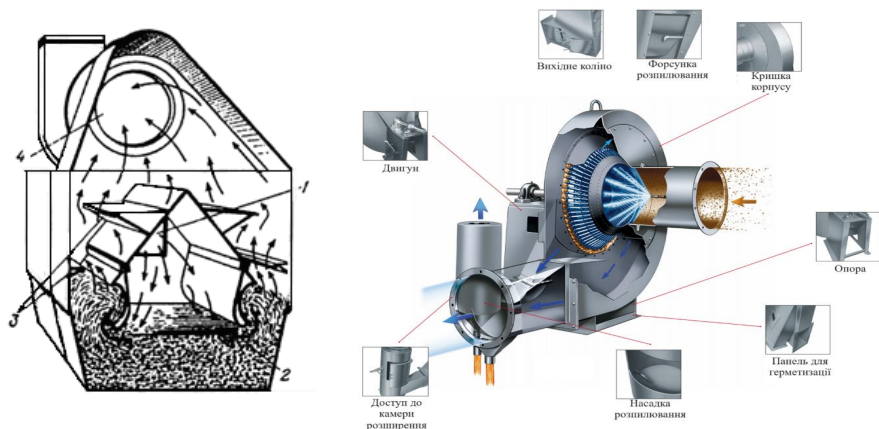 Вихідне коліно
Форсунка
розпилювання
Кришка
корпусу
Двигун
4
1
3
2
Опора
Панель для
герметизації
Насадка
розпилювання
Доступ до
камери
розширення